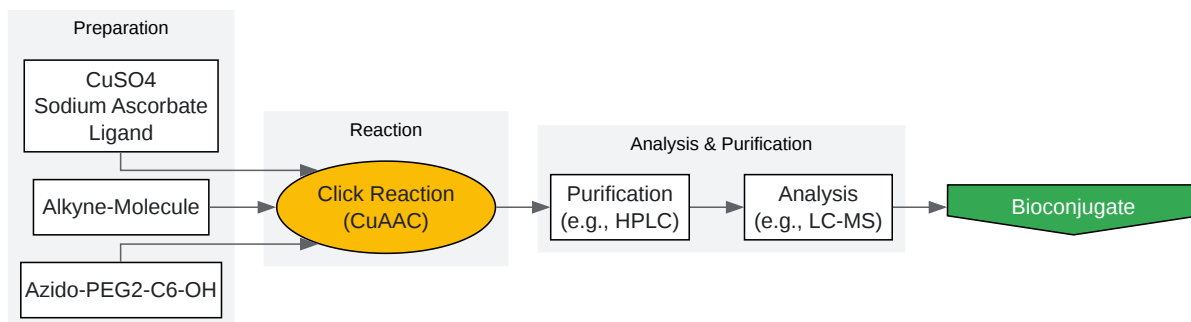 Preparation
CuSO4
Sodium Ascorbate
Ligand
Alkyne-Molecule
Azido-PEG2-C6-OH
Reaction
Click Reaction
(CuAAC)
Analysis & Purification
Purification
(e.g., HPLC)
Analysis
(e.g., LC-MS)
Bioconjugate